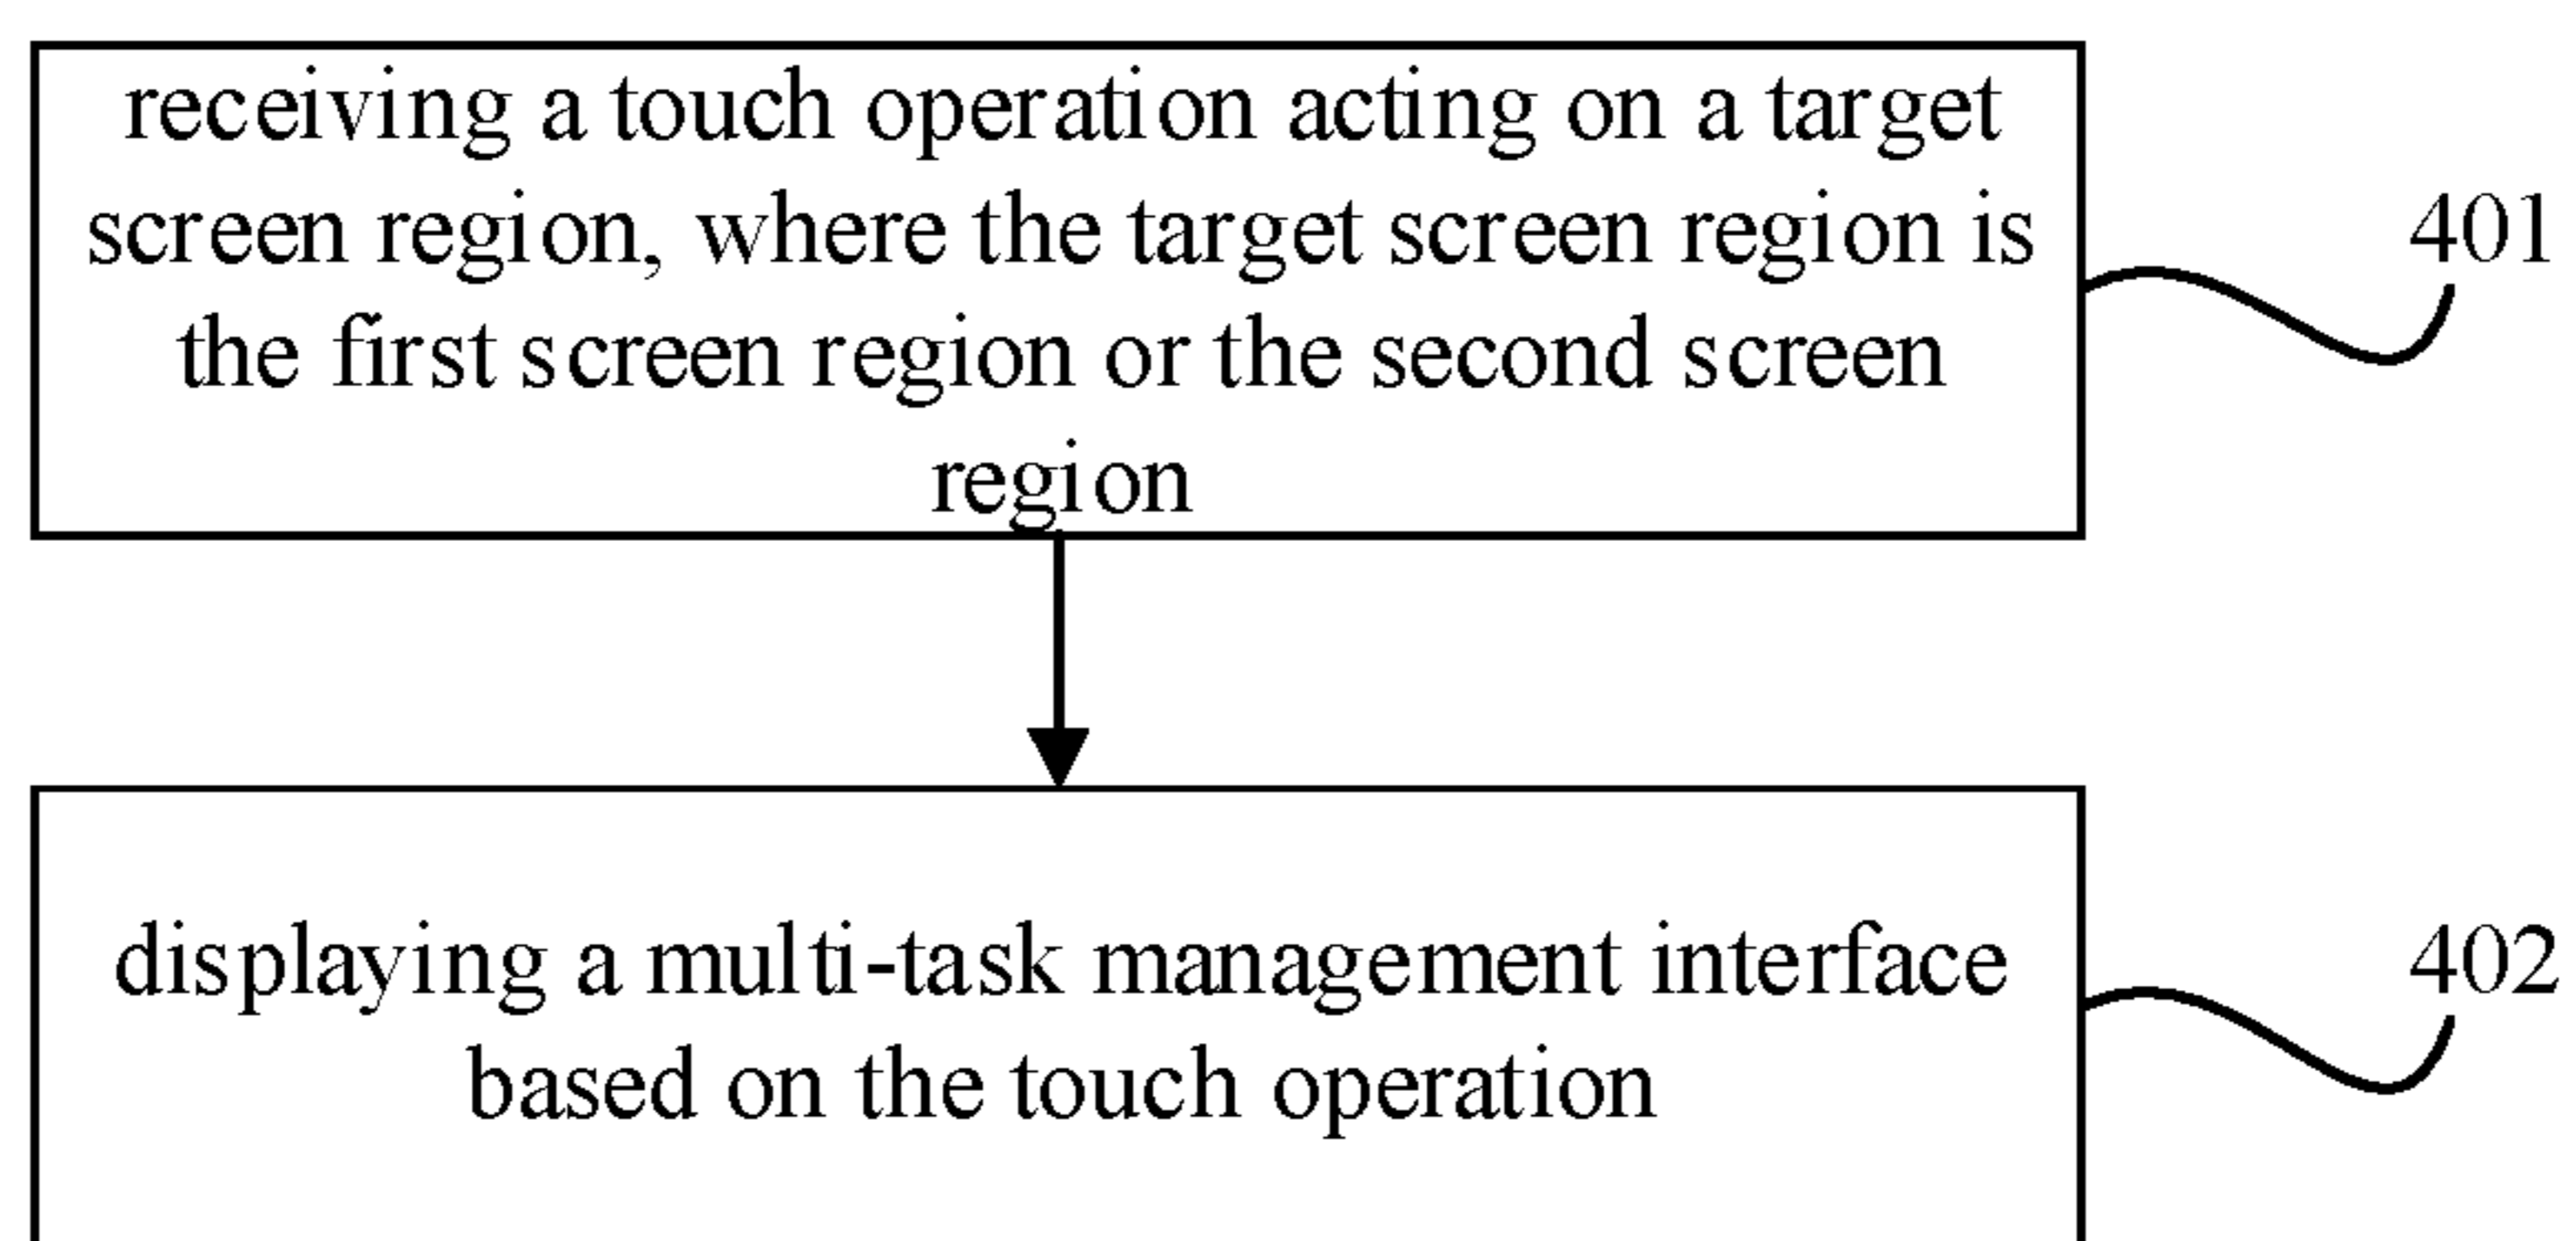 receiving a touch operation acting on a target
screen region, where the target screen region is
the first screen region or the second screen
region
401
displaying a multi-task management interface
based on the touch operation
402